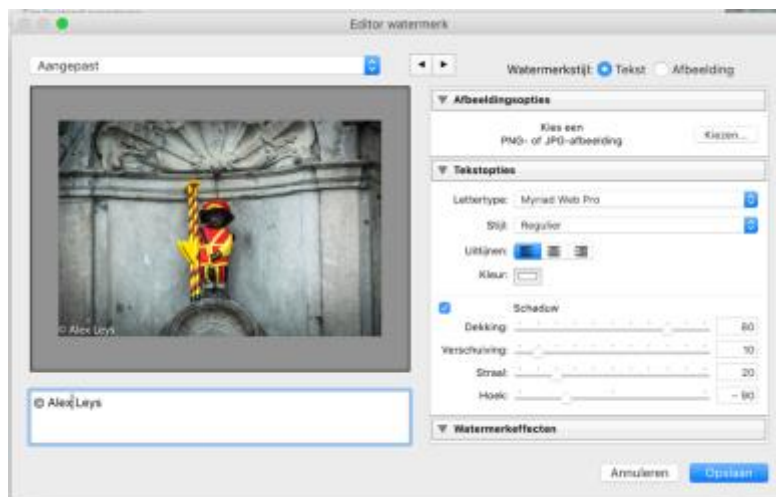 Editor watermerk
Aangepast
Watermerkstijl: Tekst Afbeelding
Afbeeldingsopties
Kies een
PNG- of JPG-afbeelding
Kiezen...
Tekstopties
Lettertype: Myriad Web Pro
Stijl: Regulier
Uitlijnen:
Kleur:
Schaduw
Dekking: 80
Verschuiving: 10
Straal: 20
Hoek: - 90
Watermerkeffecten
© Alex Leys
© Alex Leys
Annuleren Opslaan